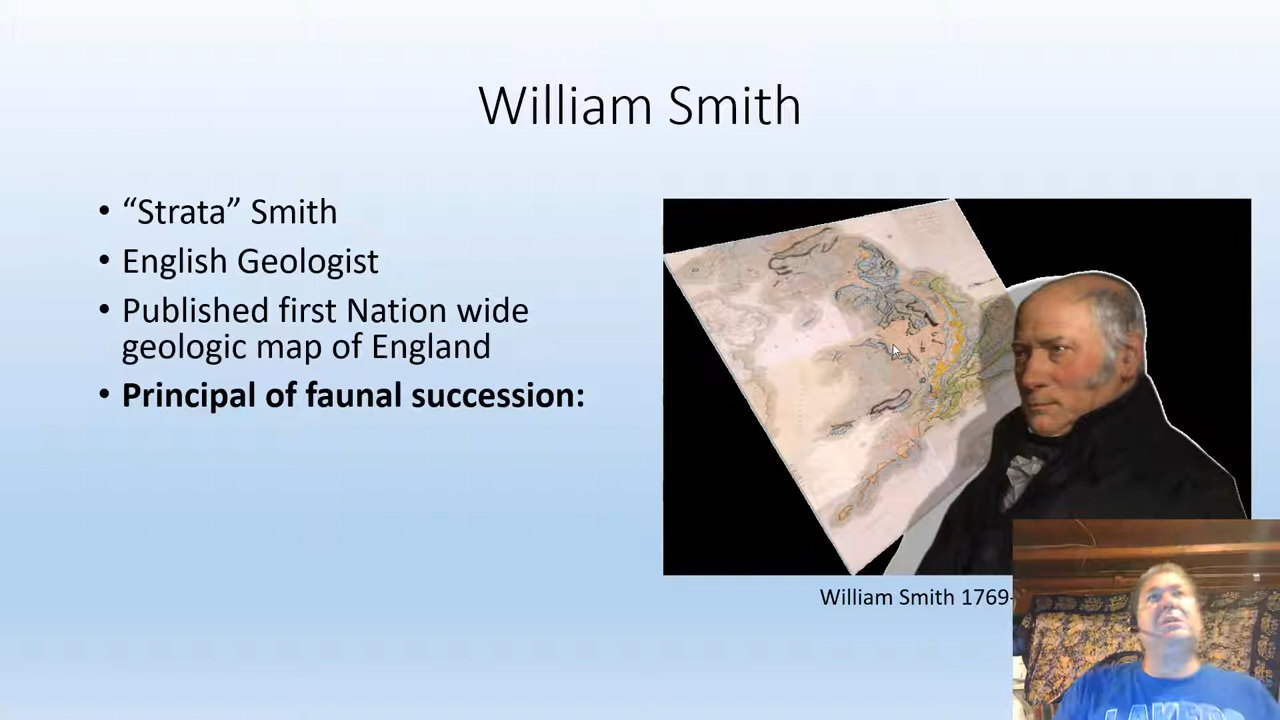 William Smith
• “Strata” Smith
• English Geologist
• Published first Nation wide
geologic map of England
• Principal of faunal succession:
William Smith 1769-
LAKERS